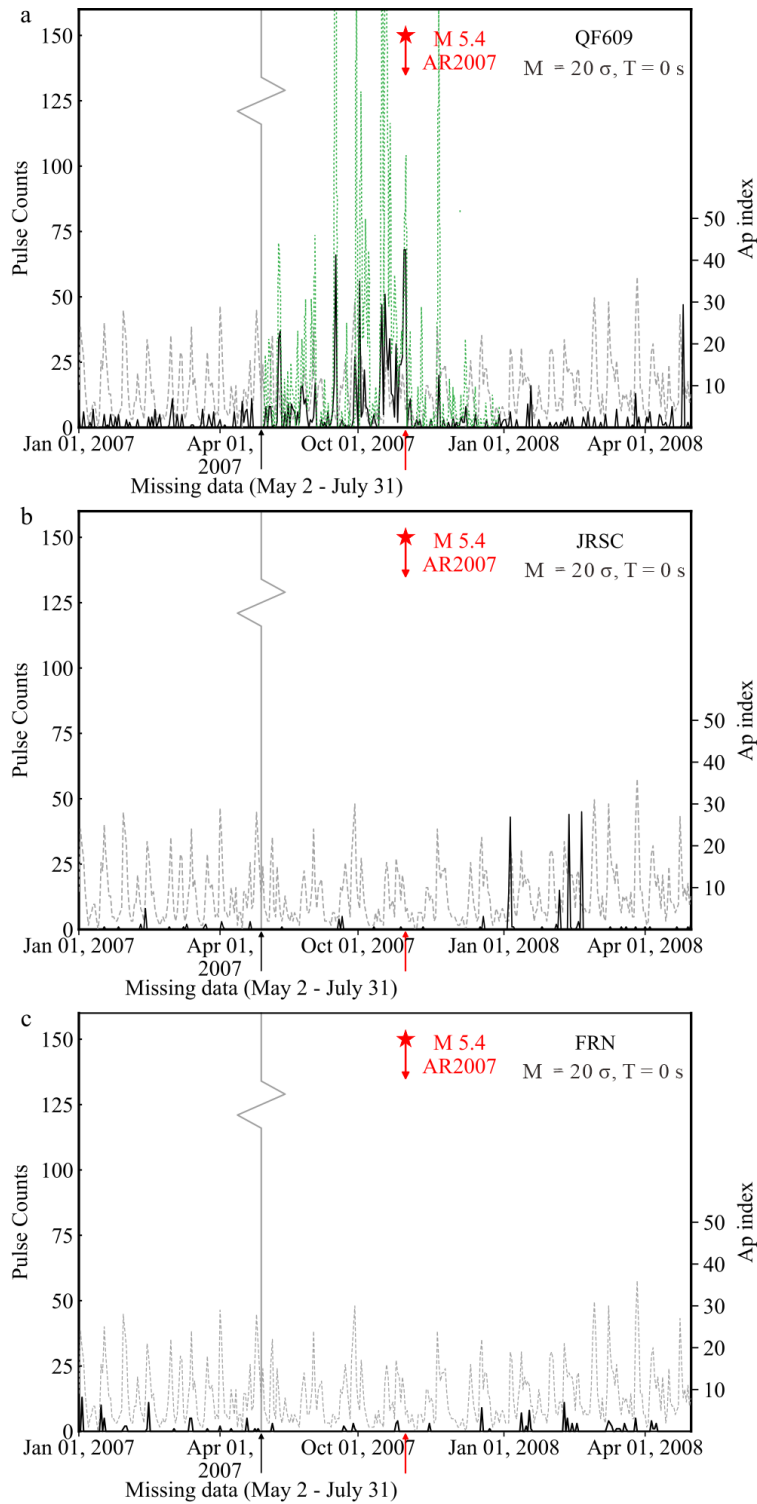 a
150
125
100
75
50
25
0
Pulse Counts
M 5.4
AR2007
QF609
M = 20 σ, T = 0 s
50
40
30
20
10
Ap index
Jan 01, 2007
April 01,
2007
Oct 01, 2007
Jan 01, 2008
April 01, 2008
Missing data (May 2 - July 31)
b
150
125
100
75
50
25
0
Pulse Counts
M 5.4
AR2007
JRSC
M = 20 σ, T = 0 s
50
40
30
20
10
Ap index
Jan 01, 2007
April 01,
2007
Oct 01, 2007
Jan 01, 2008
April 01, 2008
Missing data (May 2 - July 31)
c
150
125
100
75
50
25
0
Pulse Counts
M 5.4
AR2007
FRN
M = 20 σ, T = 0 s
50
40
30
20
10
Ap index
Jan 01, 2007
April 01,
2007
Oct 01, 2007
Jan 01, 2008
April 01, 2008
Missing data (May 2 - July 31)